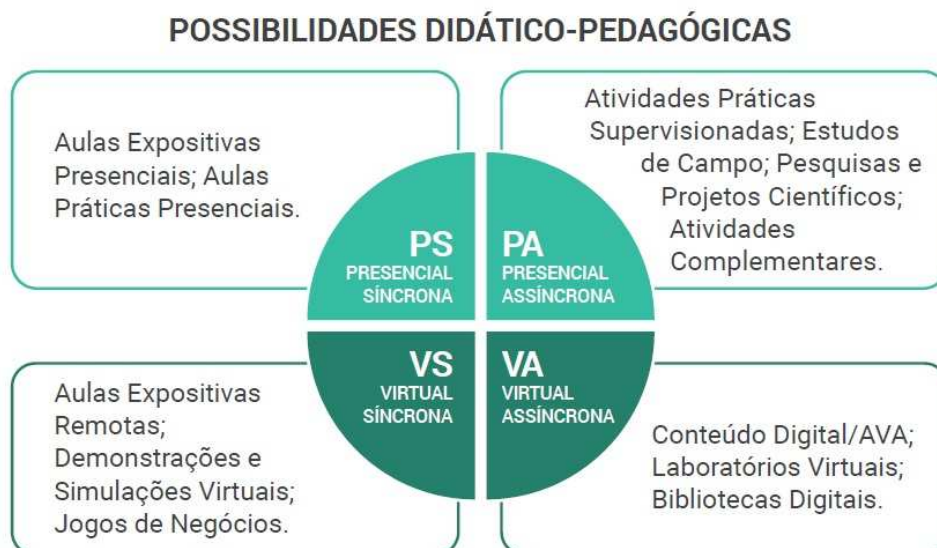 POSSIBILIDADES DIDÁTICO-PEDAGÓGICAS
Aulas Expositivas
Presenciais; Aulas
Práticas Presenciais.
Atividades Práticas
Supervisionadas; Estudos
de Campo; Pesquisas e
Projetos Científicos;
Atividades
Complementares.
PS
PRESENCIAL
SÍNCRONA
PA
PRESENCIAL
ASSÍNCRONA
VS
VIRTUAL
SÍNCRONA
VA
VIRTUAL
ASSÍNCRONA
Aulas Expositivas
Remotas;
Demonstrações e
Simulações Virtuais;
Jogos de Negócios.
Conteúdo Digital/AVA;
Laboratórios Virtuais;
Bibliotecas Digitais.